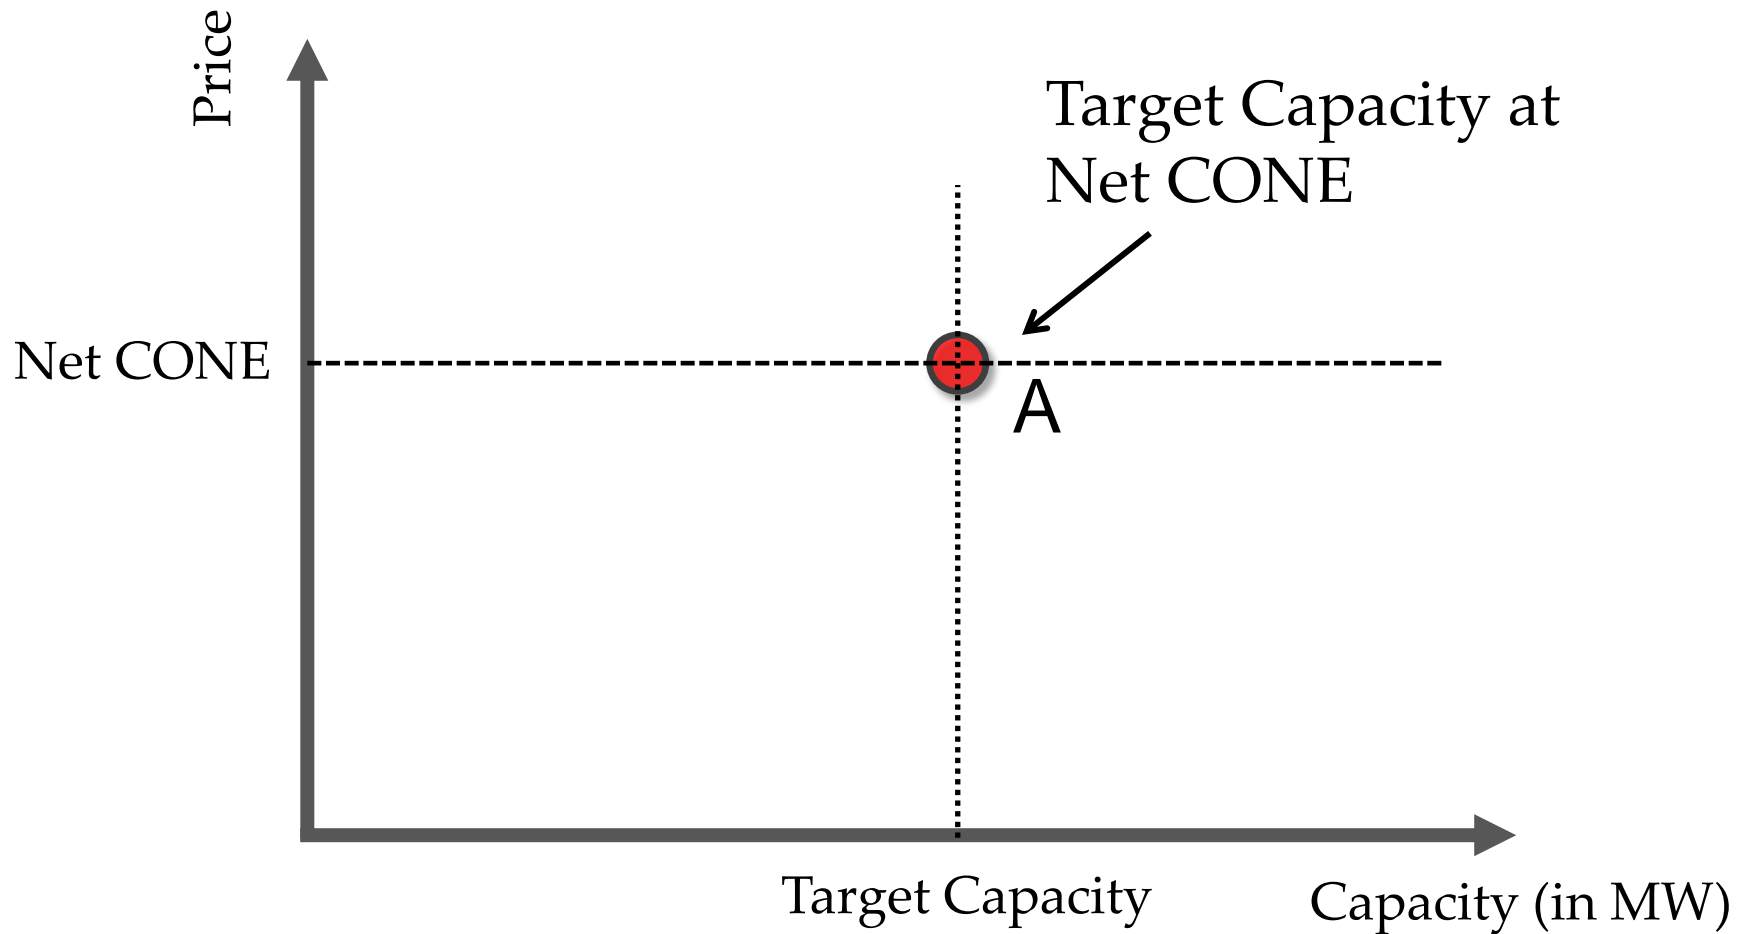 Price
Target Capacity at
Net CONE
Net CONE
A
Target Capacity
Capacity (in MW)